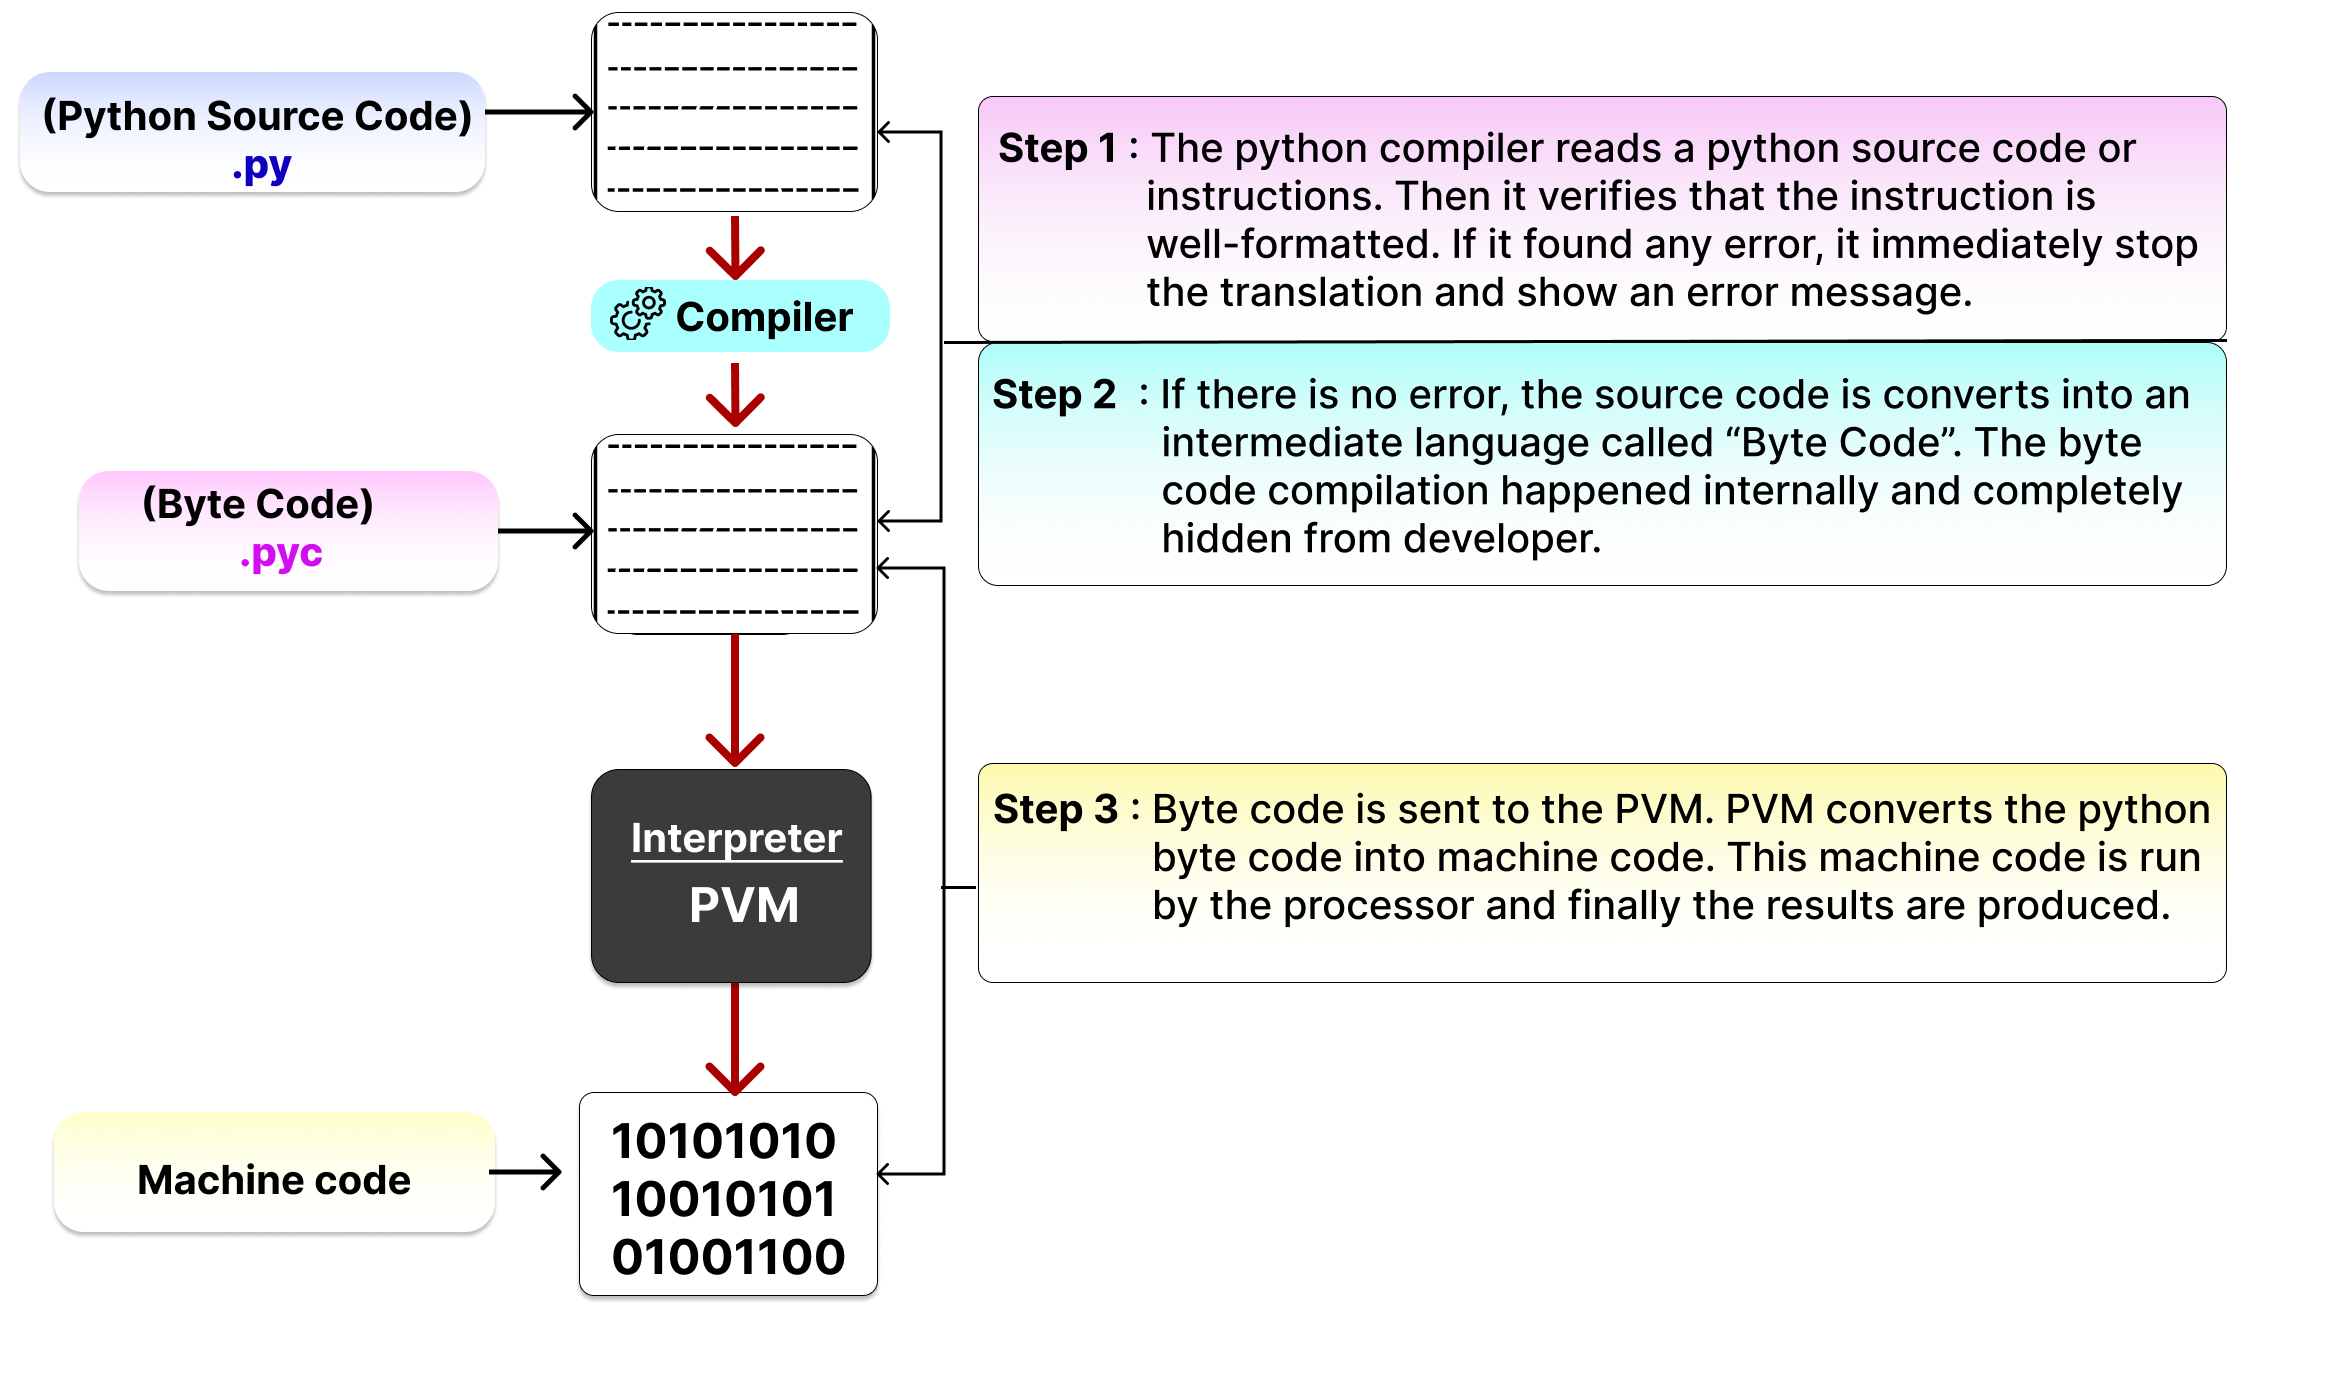 (Python Source Code)
.py
Step 1 : The python compiler reads a python source code or
instructions. Then it verifies that the instruction is
well-formatted. If it found any error, it immediately stop
the translation and show an error message.
Compiler
Step 2 : If there is no error, the source code is converts into an
intermediate language called “Byte Code”. The byte
code compilation happened internally and completely
hidden from developer.
(Byte Code)
.pyc
Interpreter
PVM
Step 3 : Byte code is sent to the PVM. PVM converts the python
byte code into machine code. This machine code is run
by the processor and finally the results are produced.
Machine code
10101010
10010101
01001100